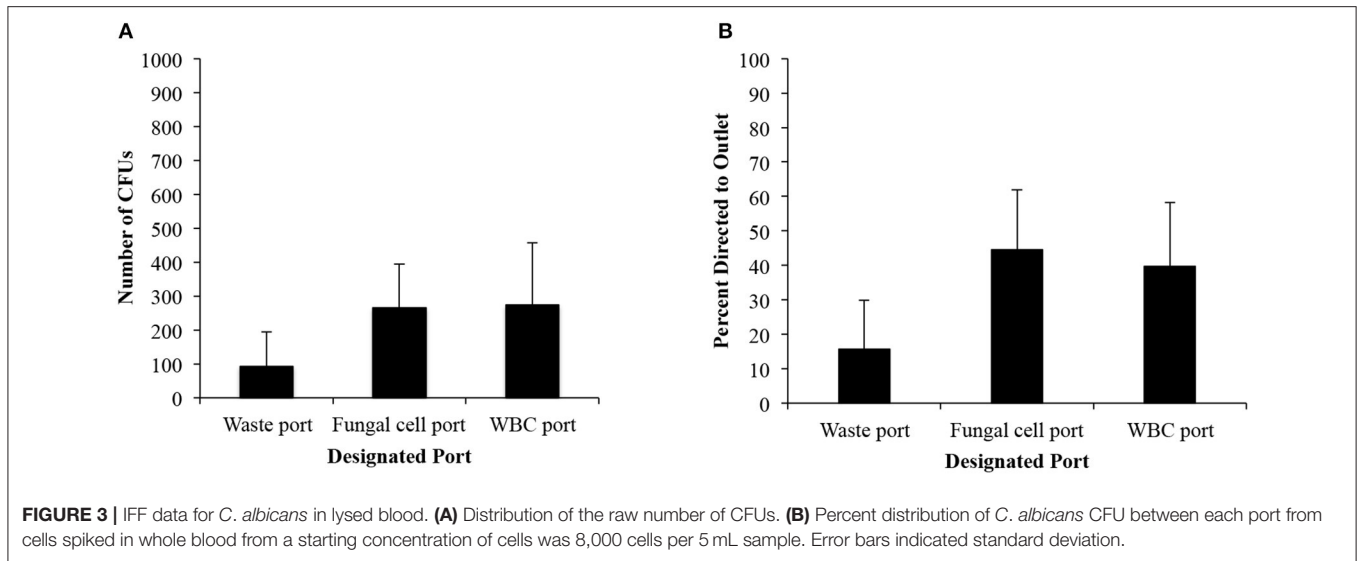 A
Number of CFUs
1000
900
800
700
600
500
400
300
200
100
0
Waste port
Fungal cell port
WBC port
Designated Port
B
Percent Directed to Outlet
100
90
80
70
60
50
40
30
20
10
0
Waste port
Fungal cell port
WBC port
Designated Port
FIGURE 3 | IFF data for C. albicans in lysed blood. (A) Distribution of the raw number of CFUs. (B) Percent distribution of C. albicans CFU between each port from
cells spiked in whole blood from a starting concentration of cells was 8,000 cells per 5 mL sample. Error bars indicated standard deviation.